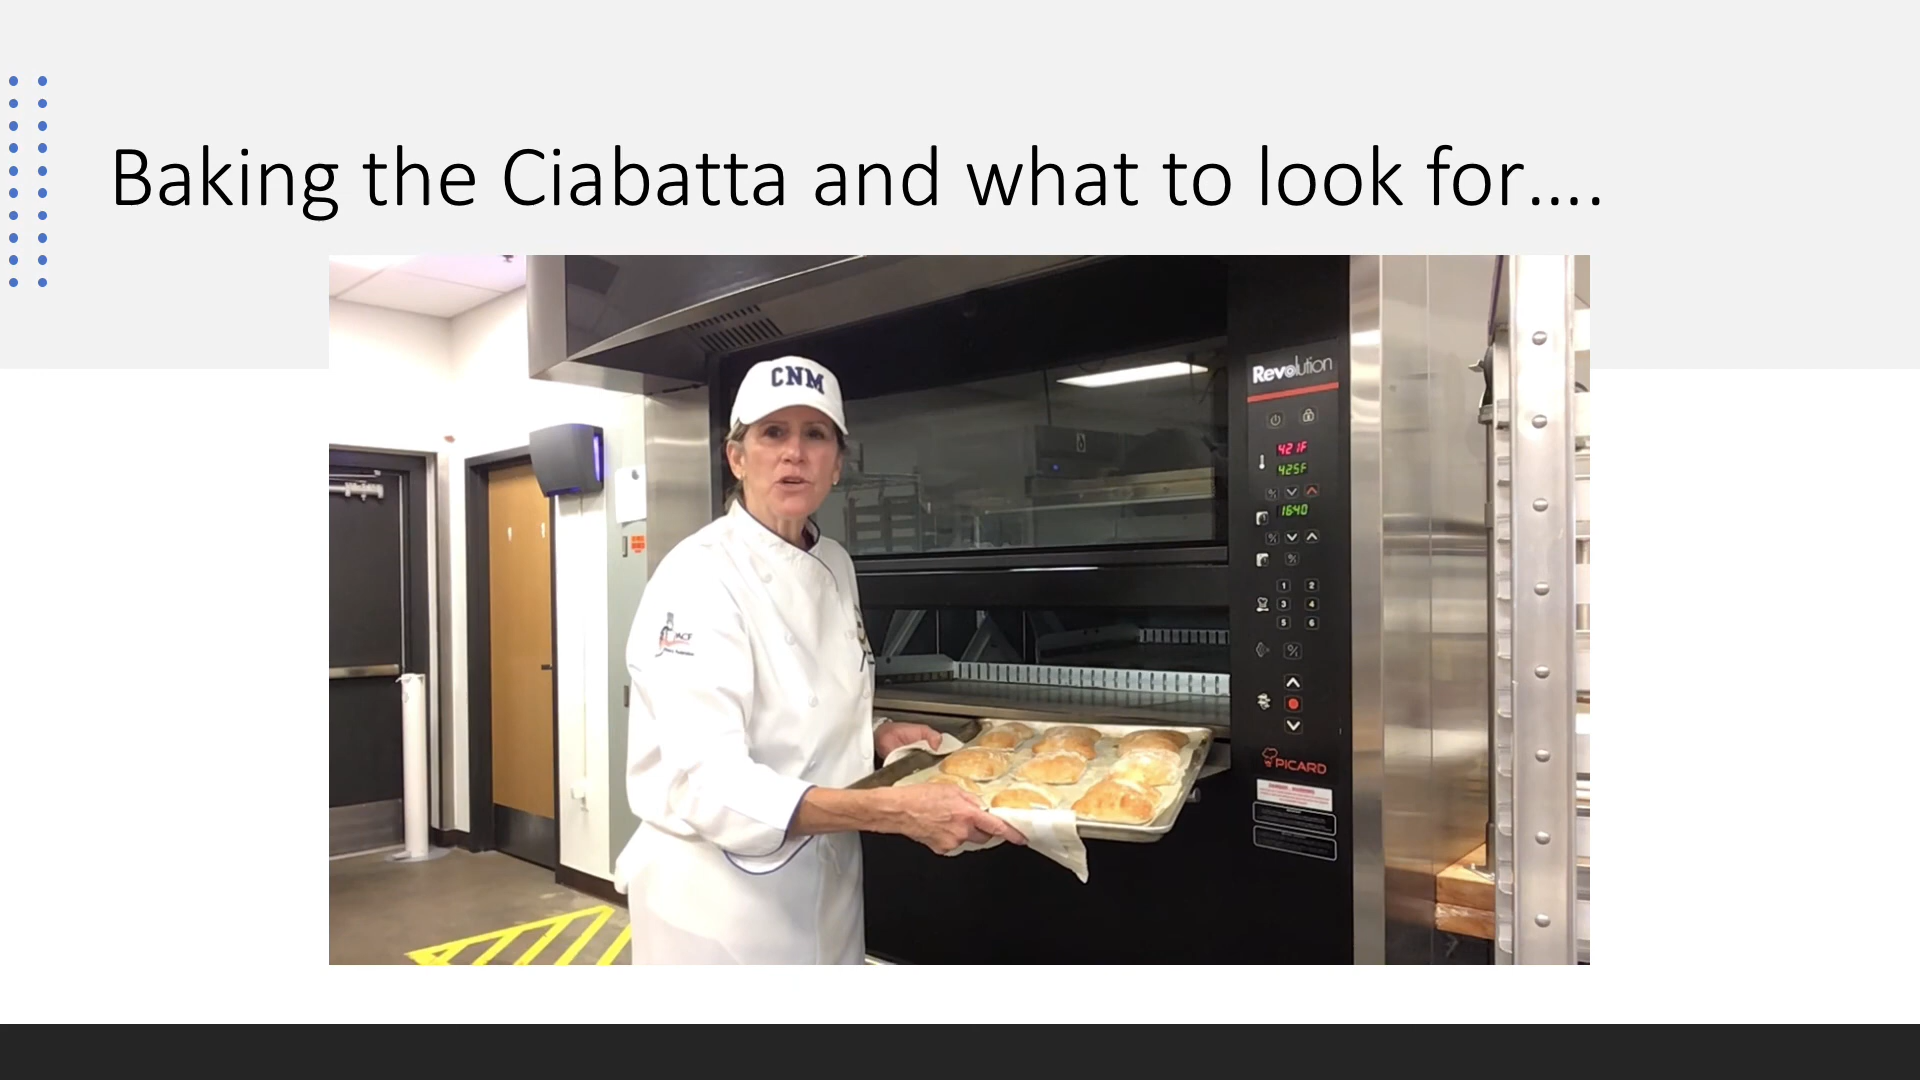 Baking the Ciabatta and what to look for....
CNM
Revolution
421F
425F
1640
1 2
3 4
5 6
ACF
PICARD